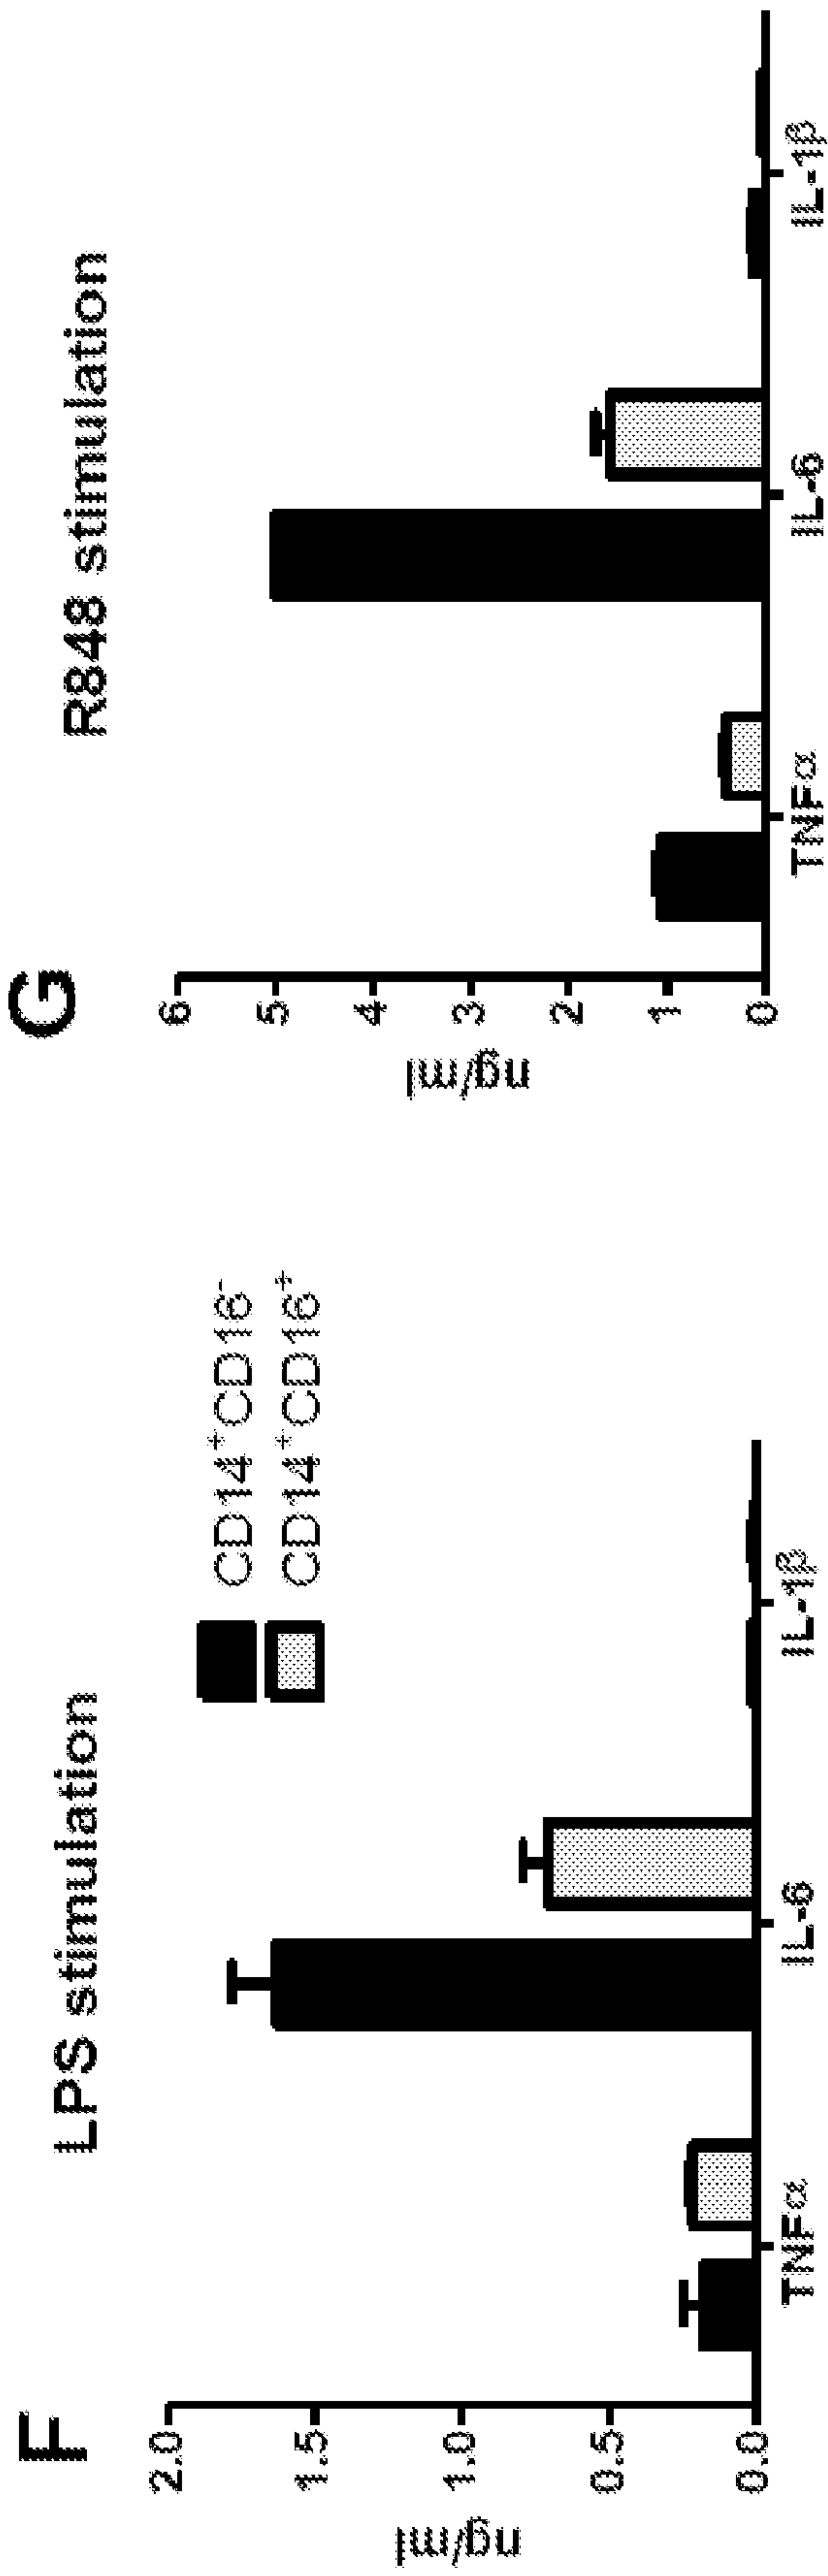 F
LPS stimulation
CD14⁺CD16⁻
CD14⁺CD16⁺
ng/ml
2.0
1.5
1.0
0.5
0.0
TNFα
IL-6
IL-1β
G
R848 stimulation
ng/ml
6
5
4
3
2
1
0
TNFα
IL-6
IL-1β